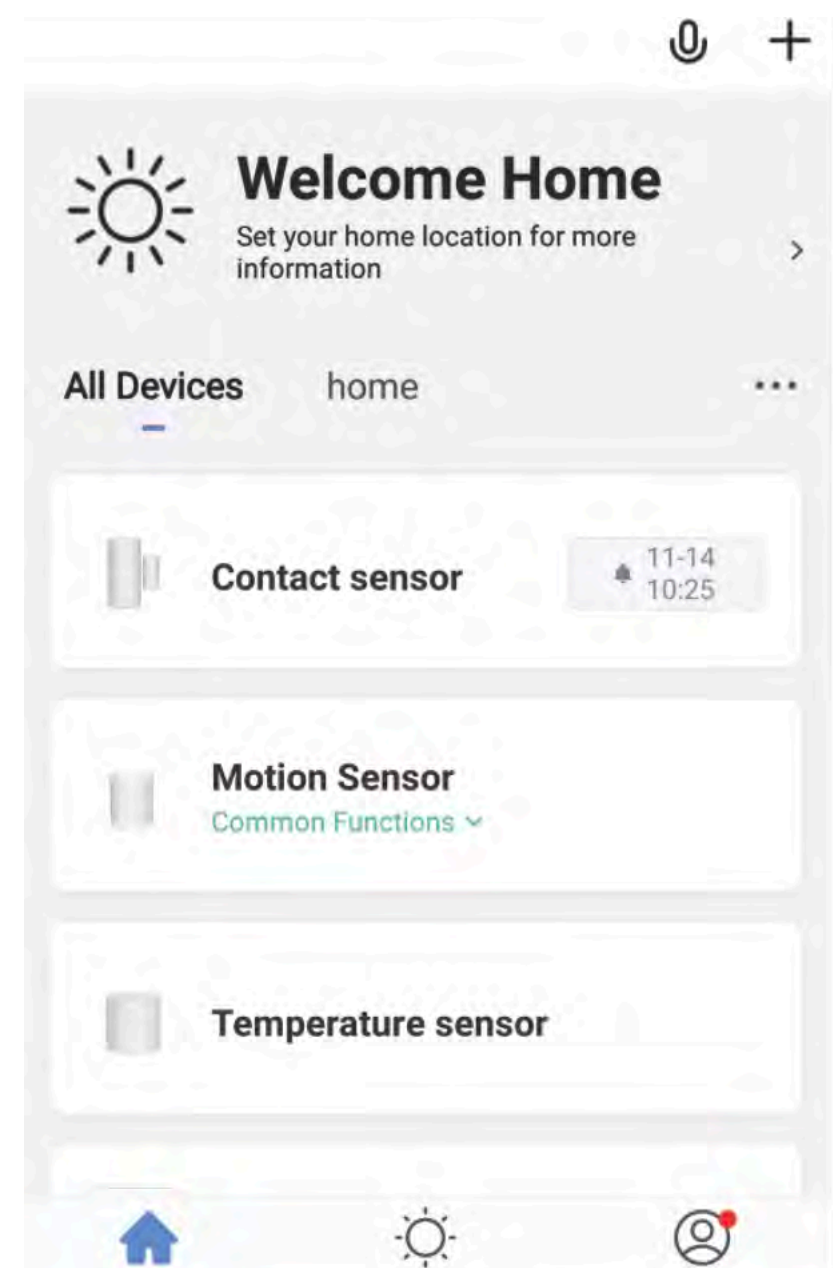 Welcome Home
Set your home location for more
information
All Devices
home
Contact sensor
11-14
10:25
Motion Sensor
Common Functions
Temperature sensor